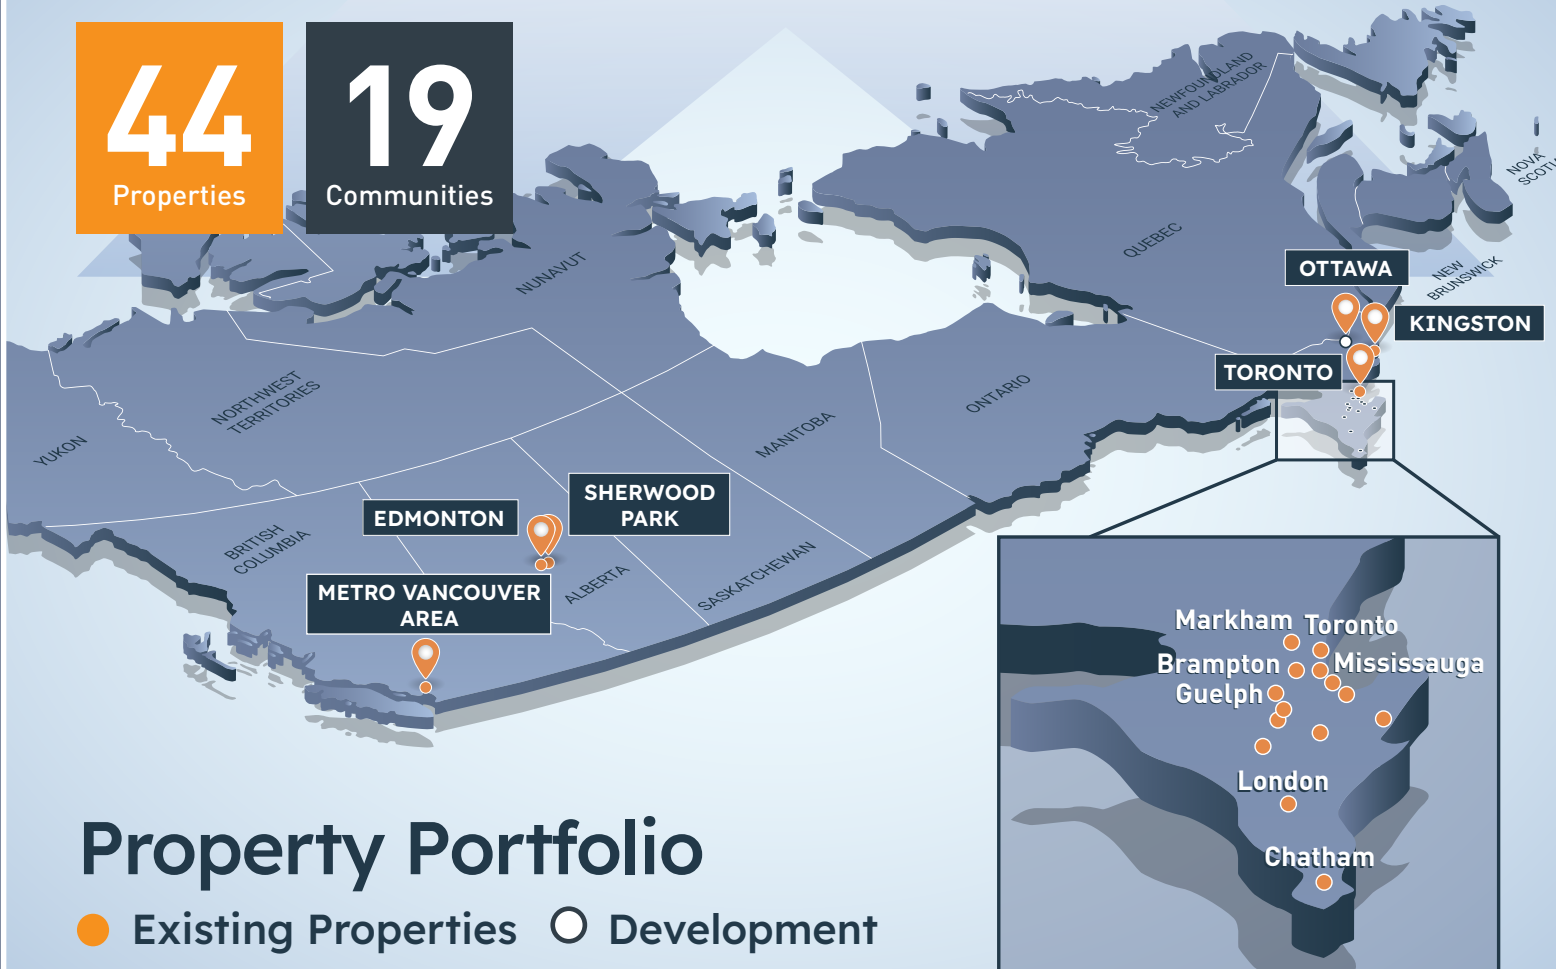 44
Properties
19
Communities
NEWFOUNDLAND
AND LABRADOR
NOVA
SCOTI
QUEBEC
NEW
BRUNSWICK
NUNAVUT
OTTAWA
KINGSTON
TORONTO
NORTHWEST
TERRITORIES
YUKON
ONTARIO
MANITOBA
SHERWOOD
PARK
EDMONTON
BRITISH
COLUMBIA
METRO VANCOUVER
AREA
ALBERTA
SASKATCHEWAN
Markham
Toronto
Brampton
Mississauga
Guelph
London
Chatham
Property Portfolio
Existing Properties
Development